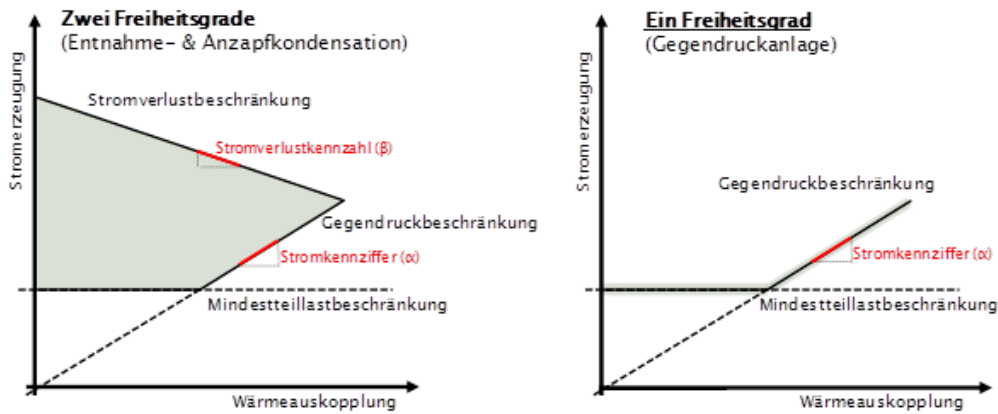 Zwei Freiheitsgrade
(Entnahme- & Anzapfkondensation)
Stromerzeugung
Stromverlustbeschränkung
Stromverlustkennzahl (β)
Gegendruckbeschränkung
Stromkennziffer (α)
Mindestteillastbeschränkung
Wärmeauskopplung
Ein Freiheitsgrad
(Gegendruckanlage)
Stromerzeugung
Gegendruckbeschränkung
Stromkennziffer (α)
Mindestteillastbeschränkung
Wärmeauskopplung